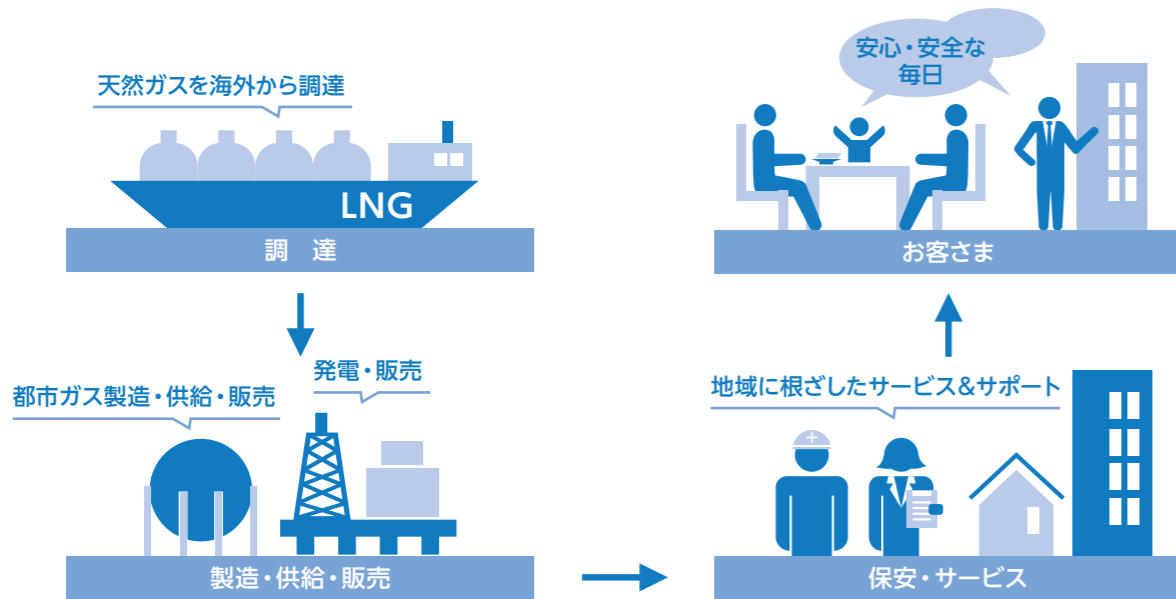 天然ガスを海外から調達
LNG
調 達
都市ガス製造・供給・販売
発電・販売
製造・供給・販売
地域に根ざしたサービス&サポート
保安・サービス
安心・安全な
毎日
お客さま